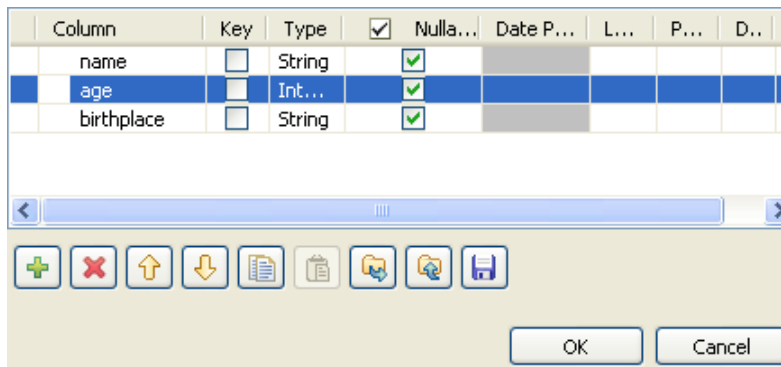 Column Key Type Nulla... Date P... L... P... D...
name String
age Int...
birthplace String
OK Cancel